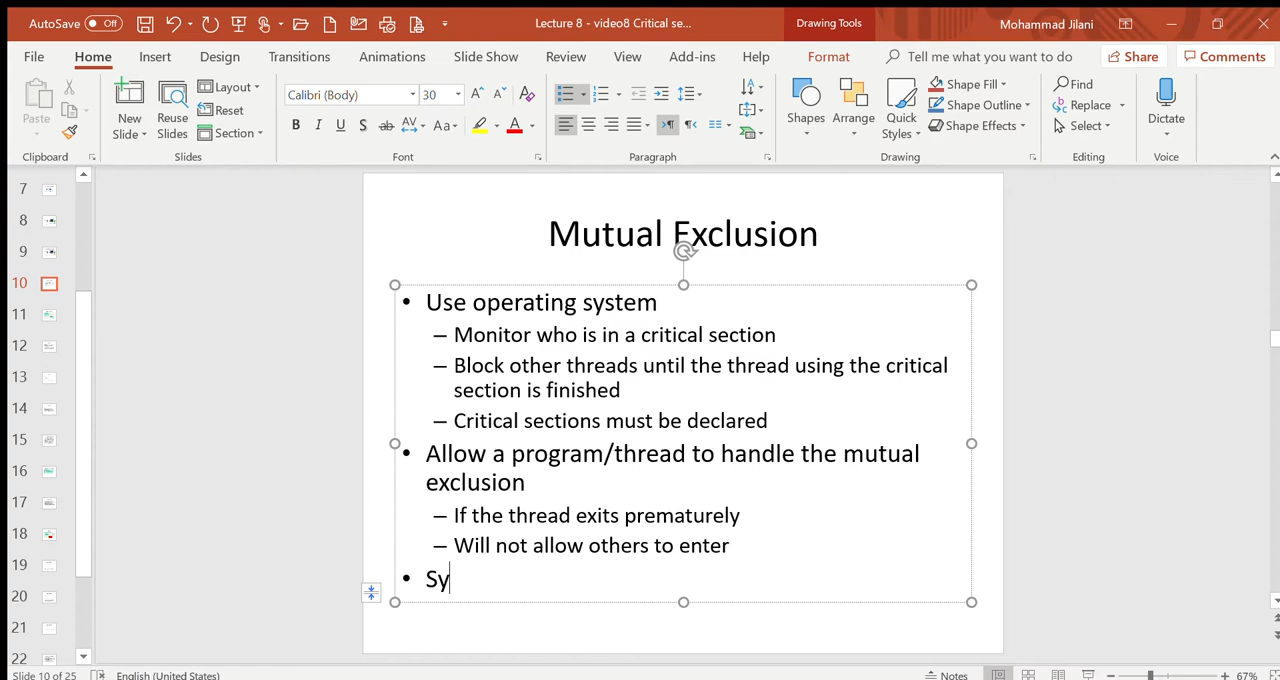 AutoSave Off Lecture 8 - video8 Critical se... Drawing Tools Mohammad Jilani
File Home Insert Design Transitions Animations Slide Show Review View Add-ins Help Format Tell me what you want to do Share Comments
Paste New Slide Reuse Slides Layout Reset Section
Calibri (Body) 30
Shapes Arrange Quick Styles Shape Fill Shape Outline Shape Effects
Find Replace Select Dictate
Clipboard Slides Font Paragraph Drawing Editing Voice
7
8
9
10
11
12
13
14
15
16
17
18
19
20
21
22
Mutual Exclusion
• Use operating system
– Monitor who is in a critical section
– Block other threads until the thread using the critical
section is finished
– Critical sections must be declared
• Allow a program/thread to handle the mutual
exclusion
– If the thread exits prematurely
– Will not allow others to enter
• Sy
Slide 10 of 25 English (United States) Notes 67%